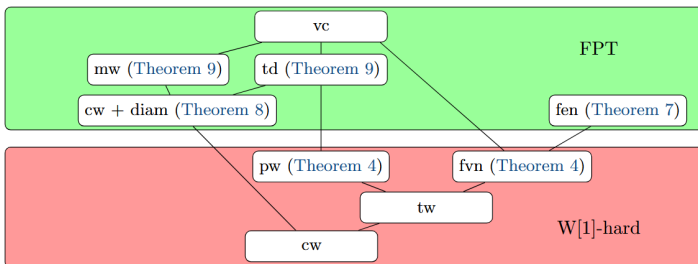 vc
FPT
mw (Theorem 9)
td (Theorem 9)
cw + diam (Theorem 8)
fen (Theorem 7)
pw (Theorem 4)
fvn (Theorem 4)
tw
W[1]-hard
cw